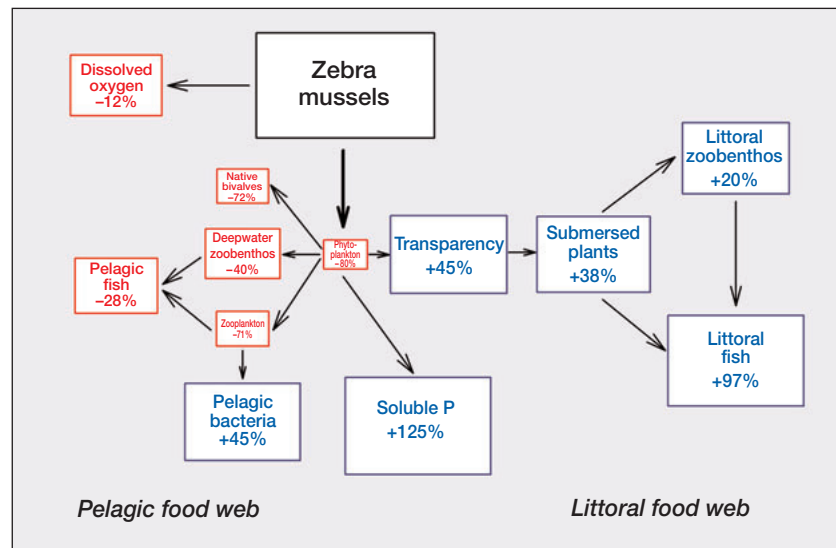 Zebra
mussels
Dissolved
oxygen
–12%
Native
bivalves
–72%
Deepwater
zoobenthos
–40%
Pelagic
fish
–28%
Zooplankton
–71%
Pelagic
bacteria
+45%
Phyto-
plankton
–80%
Soluble P
+125%
Transparency
+45%
Submersed
plants
+38%
Littoral
zoobenthos
+20%
Littoral
fish
+97%
Pelagic food web
Littoral food web